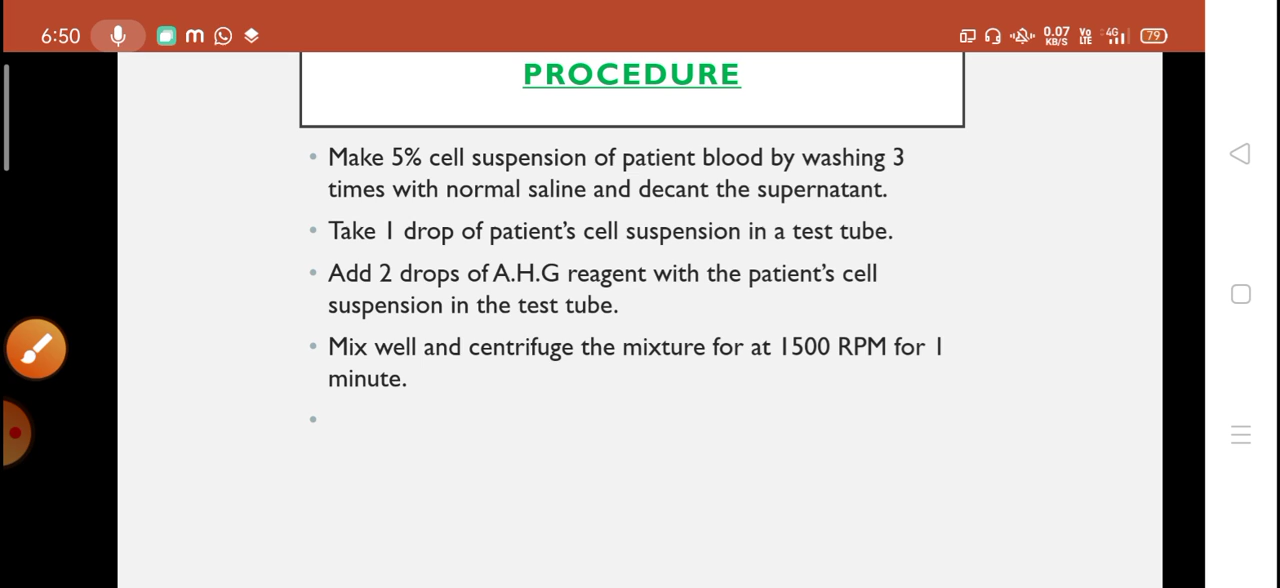 6:50
m
0.07
KB/S
Vo
LTE
4G
79
PROCEDURE
• Make 5% cell suspension of patient blood by washing 3
times with normal saline and decant the supernatant.
• Take 1 drop of patient’s cell suspension in a test tube.
• Add 2 drops of A.H.G reagent with the patient’s cell
suspension in the test tube.
• Mix well and centrifuge the mixture for at 1500 RPM for 1
minute.
•